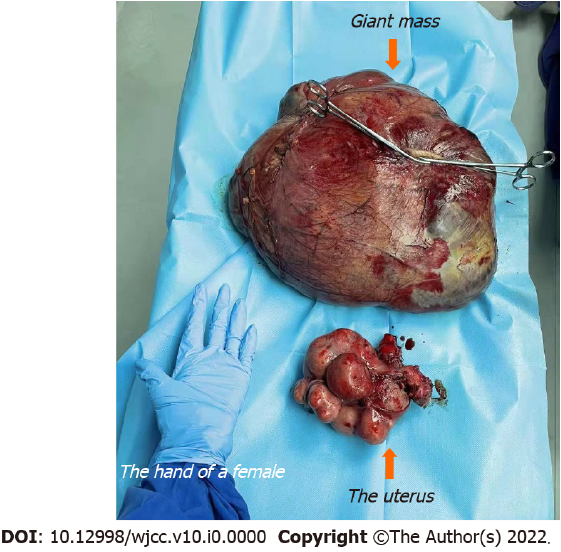 Giant mass
The hand of a female
The uterus
DOI: 10.12998/wjcc.v10.i0.0000 Copyright ©The Author(s) 2022.